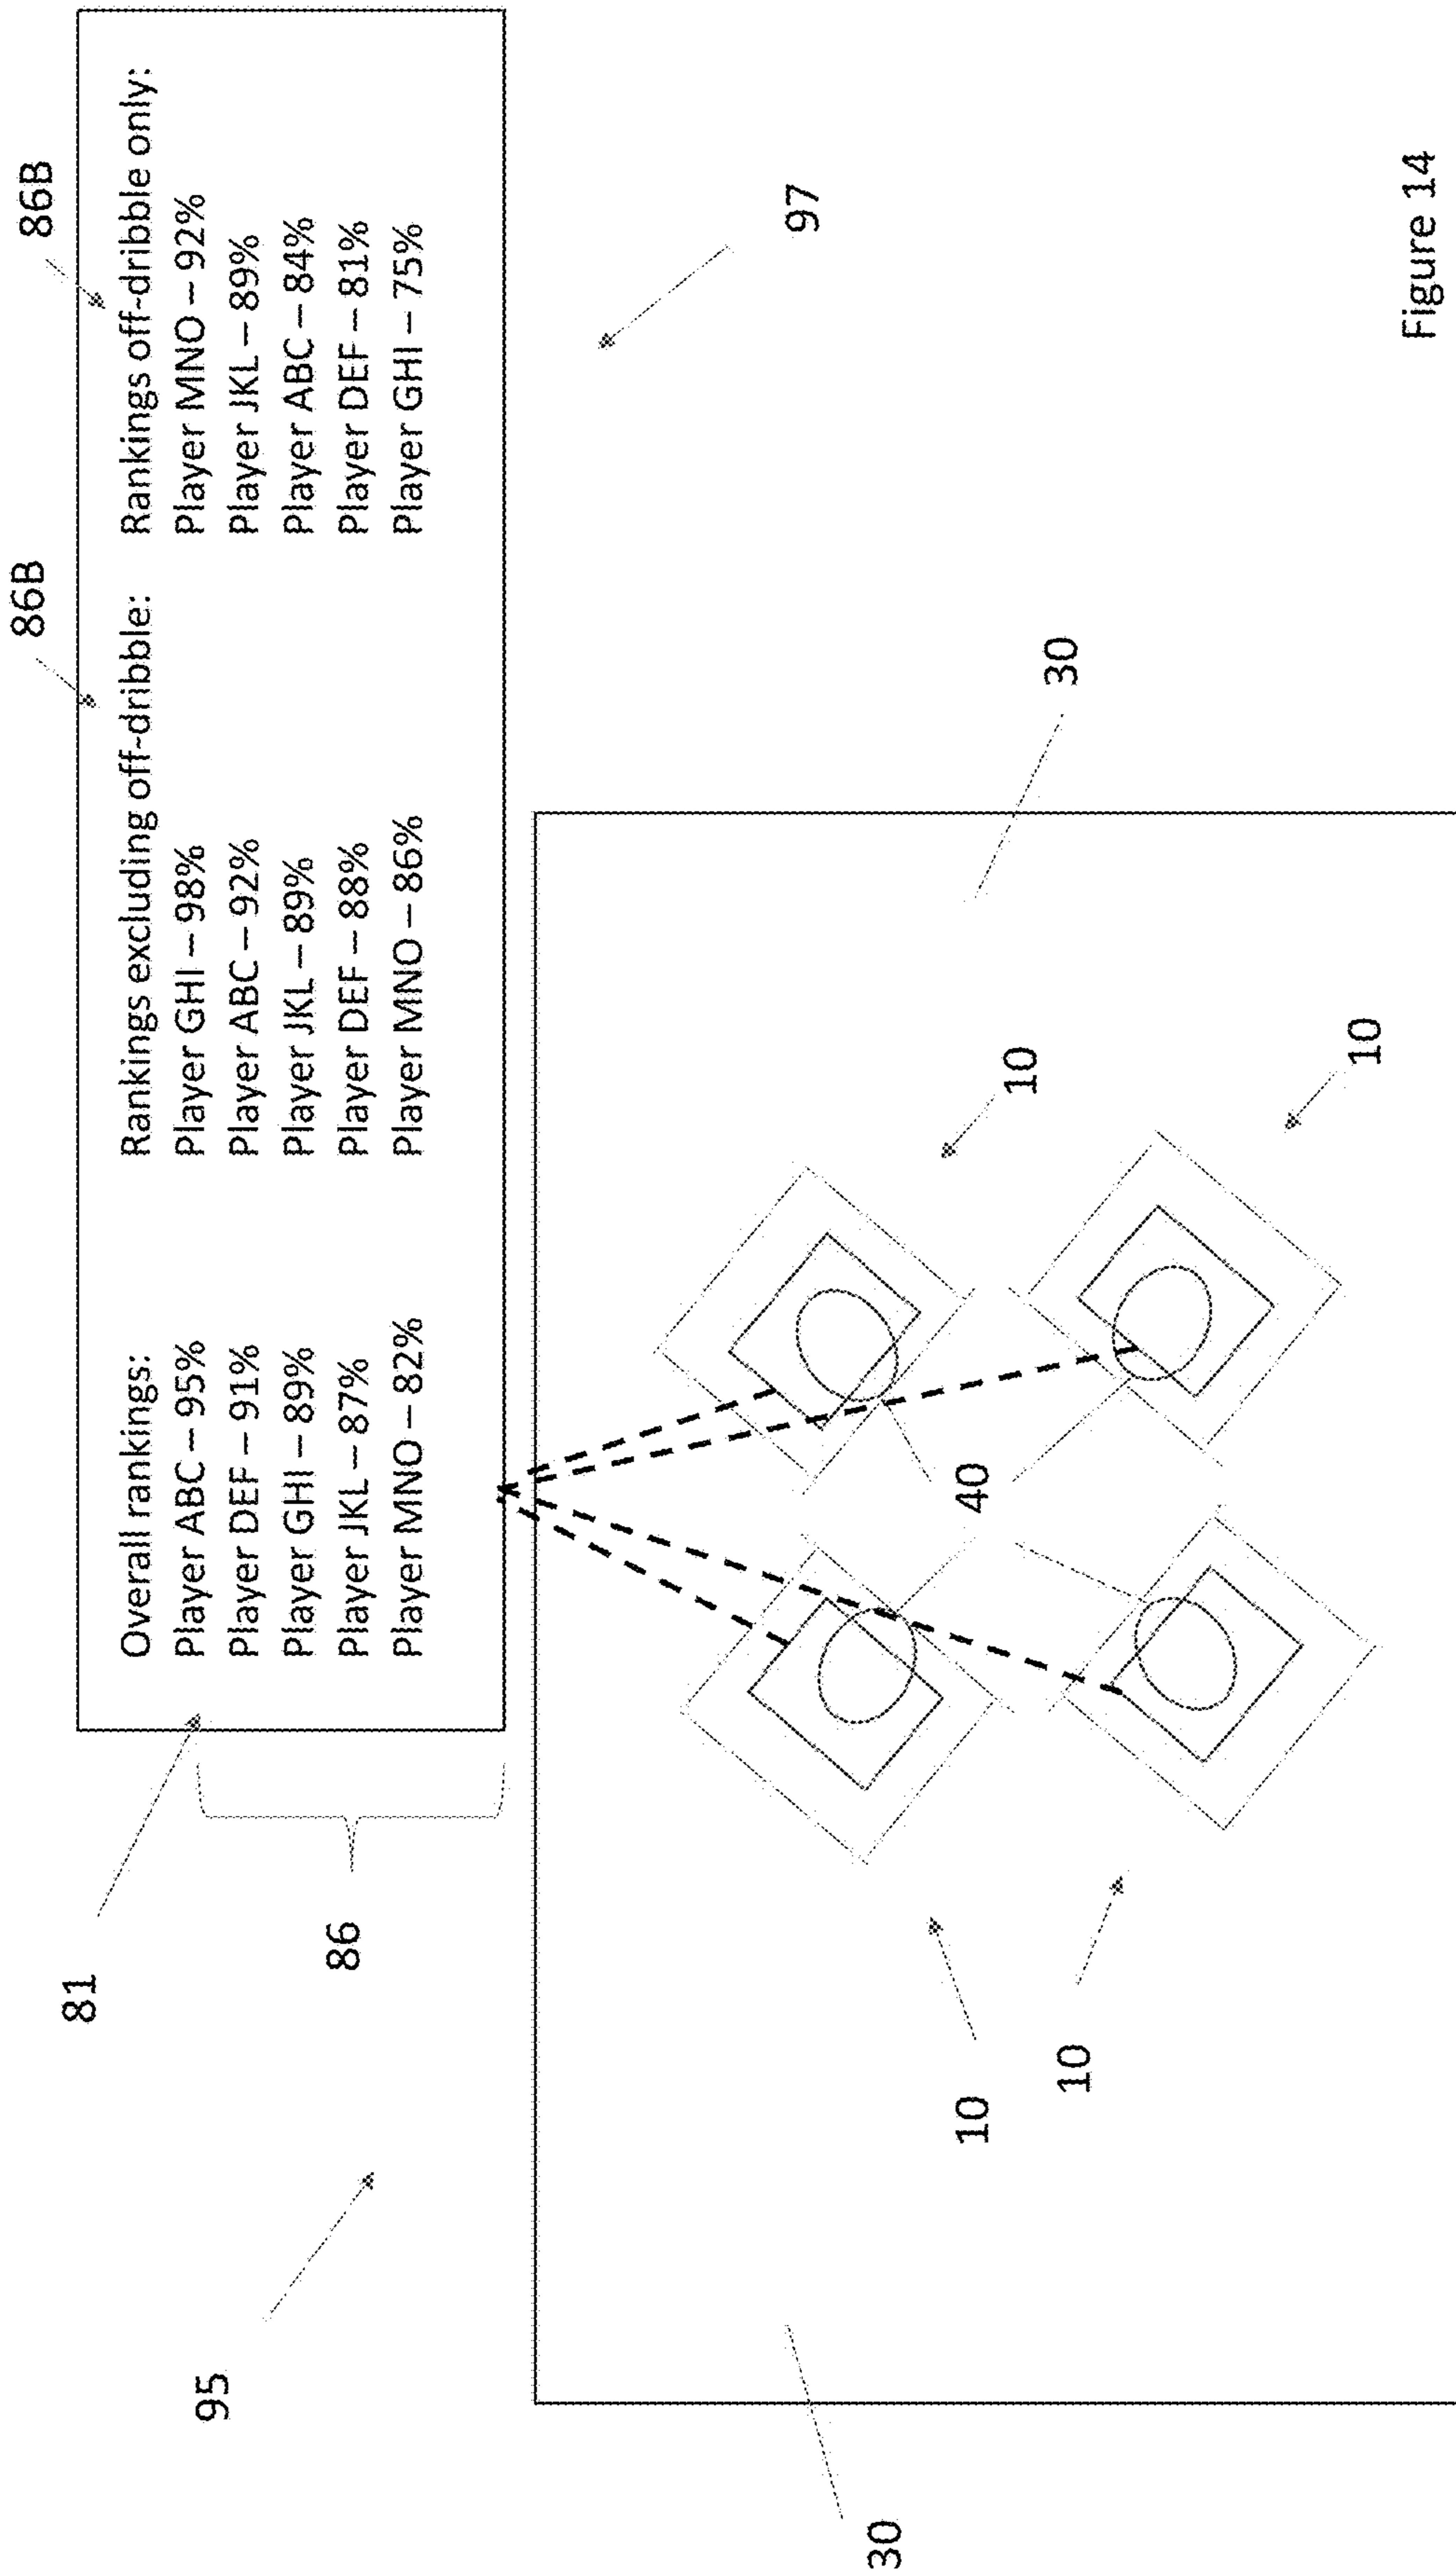 86B
86B
Overall rankings:
Player ABC – 95%
Player DEF – 91%
Player GHI – 89%
Player JKL – 87%
Player MNO – 82%
Rankings excluding off-dribble:
Player GHI – 98%
Player ABC – 92%
Player JKL – 89%
Player DEF – 88%
Player MNO – 86%
Rankings off-dribble only:
Player MNO – 92%
Player JKL – 89%
Player ABC – 84%
Player DEF – 81%
Player GHI – 75%
81
86
95
97
30
30
10
10
40
10
10
Figure 14